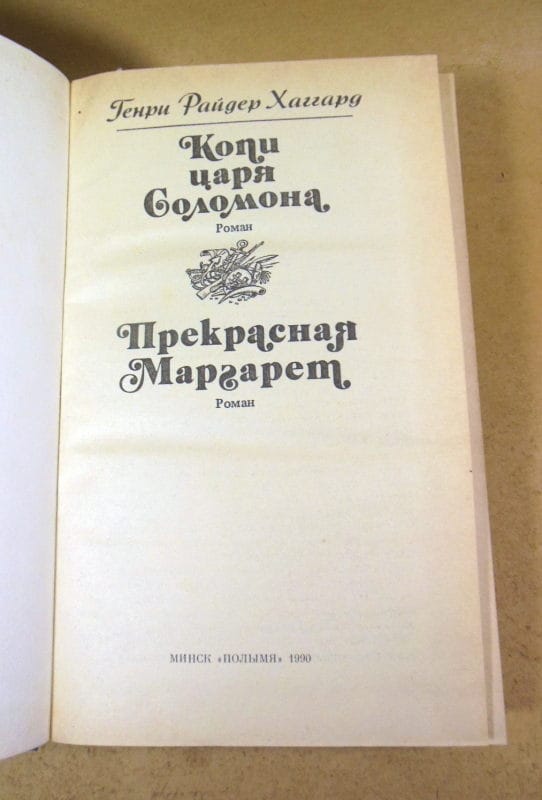 Генри Райдер Хаггард
Копи
царя
Соломона
Роман
Прекрасная
Маргарет
Роман
МИНСК «ПОЛЫМЯ» 1990